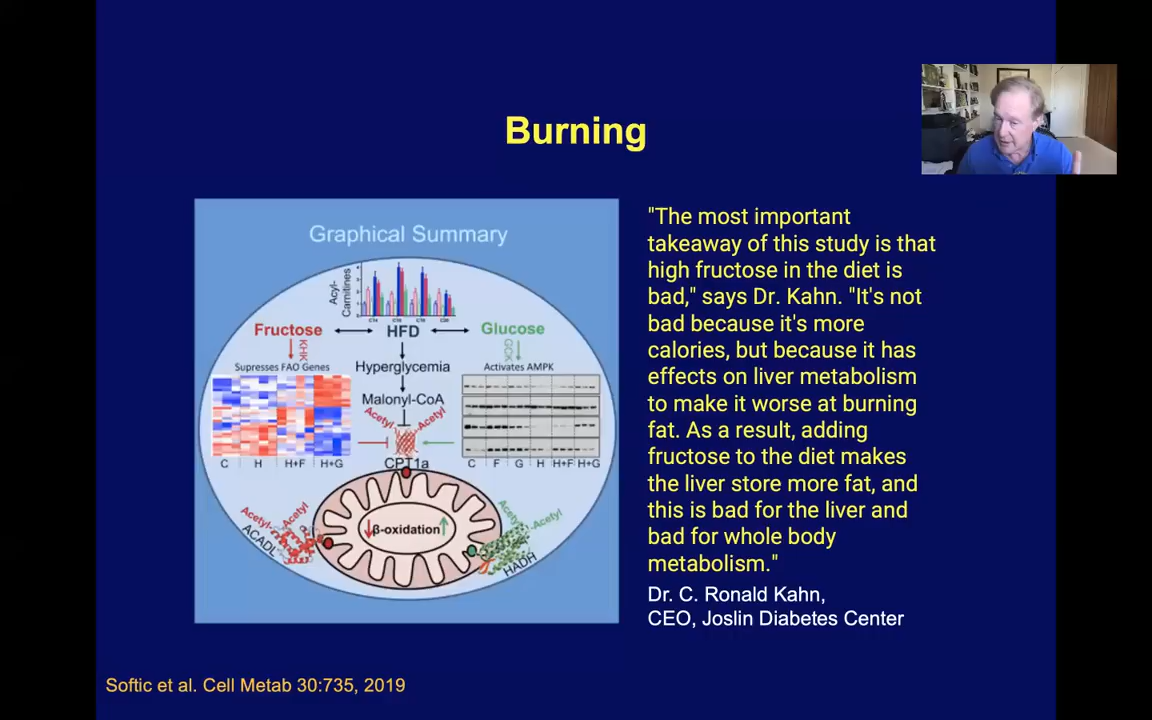 Burning
Graphical Summary
Acyl-
Carnitines
Fructose
HFD
Glucose
KHK
GCK
Supresses FAO Genes
Hyperglycemia
Activates AMPK
Malonyl-CoA
Acetyl
Acetyl
C H H+F H+G
CPT1a
C F G H H+F H+G
Acetyl-
Acetyl
ACADL
β-oxidation
Acetyl
-Acetyl
HADH
"The most important
takeaway of this study is that
high fructose in the diet is
bad," says Dr. Kahn. "It's not
bad because it's more
calories, but because it has
effects on liver metabolism
to make it worse at burning
fat. As a result, adding
fructose to the diet makes
the liver store more fat, and
this is bad for the liver and
bad for whole body
metabolism."
Dr. C. Ronald Kahn,
CEO, Joslin Diabetes Center
Softic et al. Cell Metab 30:735, 2019